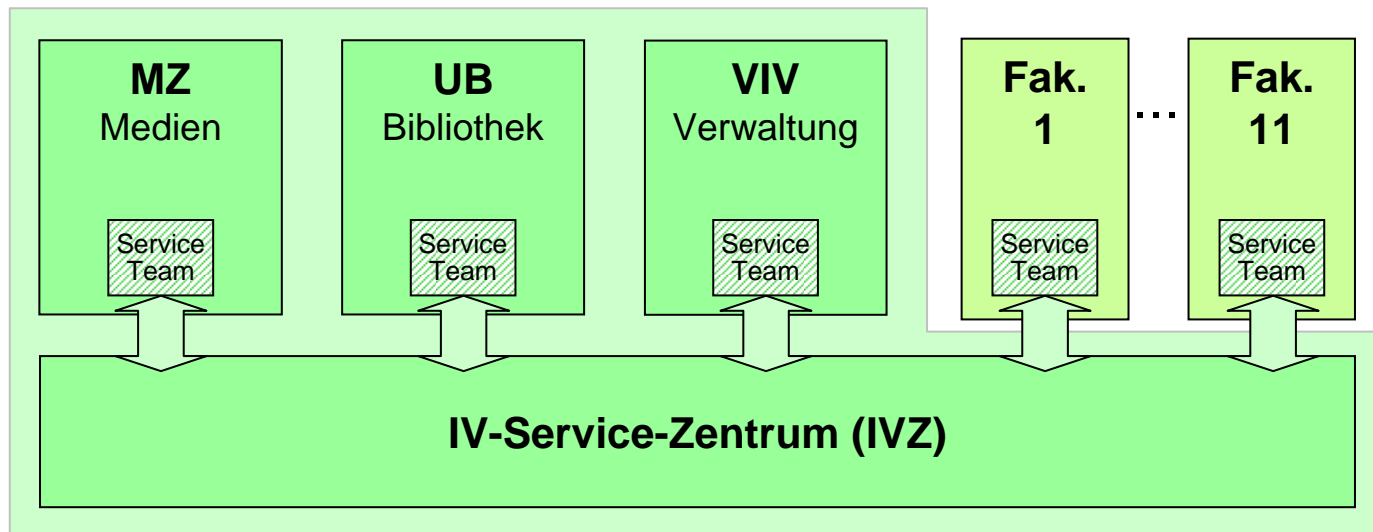 MZ
Medien
Service
Team
UB
Bibliothek
Service
Team
VIV
Verwaltung
Service
Team
Fak.
1
Service
Team
...
Fak.
11
Service
Team
IV-Service-Zentrum (IVZ)